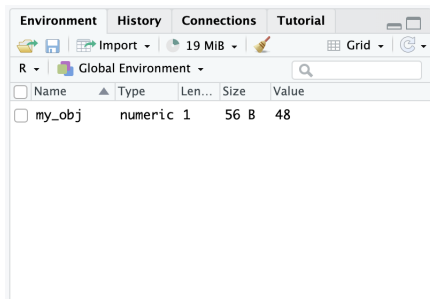 Environment History Connections Tutorial
Import 19 MiB Grid
R Global Environment
Name Type Len... Size Value
my_obj numeric 1 56 B 48